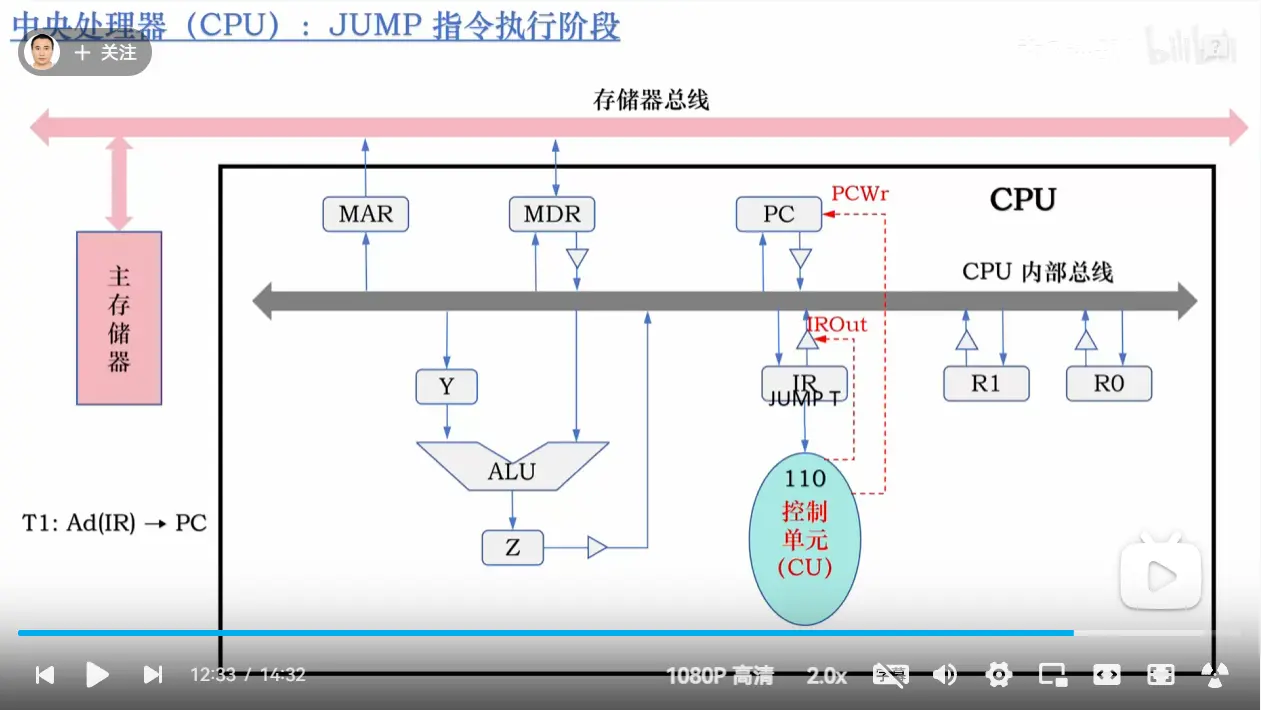 中央处理器（CPU）：JUMP 指令执行阶段
+ 关注
bilibili
存储器总线
PCWr
CPU
MAR
MDR
PC
CPU 内部总线
主存储器
IROut
Y
IR
JUMP T
R1
R0
ALU
110
控制
单元
(CU)
T1: Ad(IR) → PC
Z
12:33 / 14:32
1080P 高清
2.0x
字幕